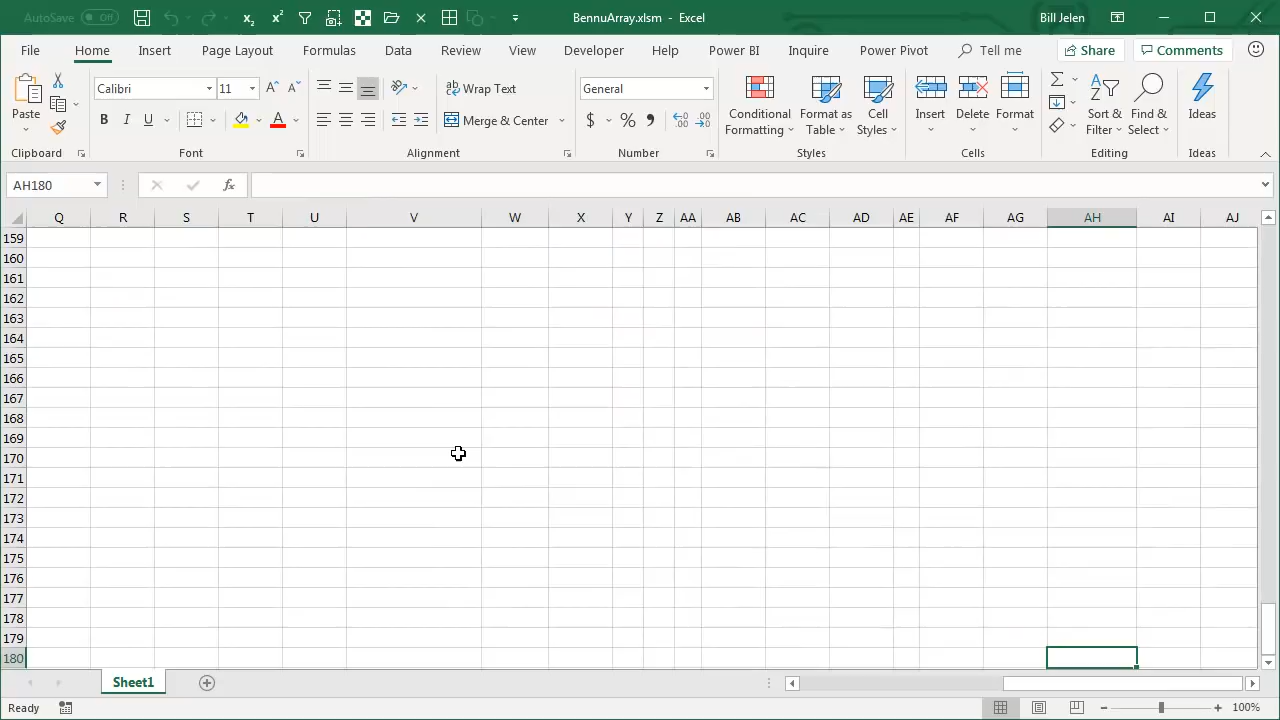 AutoSave Off BennuArray.xlsm - Excel Bill Jelen
File Home Insert Page Layout Formulas Data Review View Developer Help Power BI Inquire Power Pivot Tell me Share Comments
Paste Calibri 11 Wrap Text General Conditional Formatting Format as Table Cell Styles Insert Delete Format Sort & Filter Find & Select Ideas
B I U Merge & Center $ % 9
Clipboard Font Alignment Number Styles Cells Editing Ideas
AH180 fx
Q R S T U V W X Y Z AA AB AC AD AE AF AG AH AI AJ
159
160
161
162
163
164
165
166
167
168
169
170
171
172
173
174
175
176
177
178
179
180
Sheet1
Ready 100%